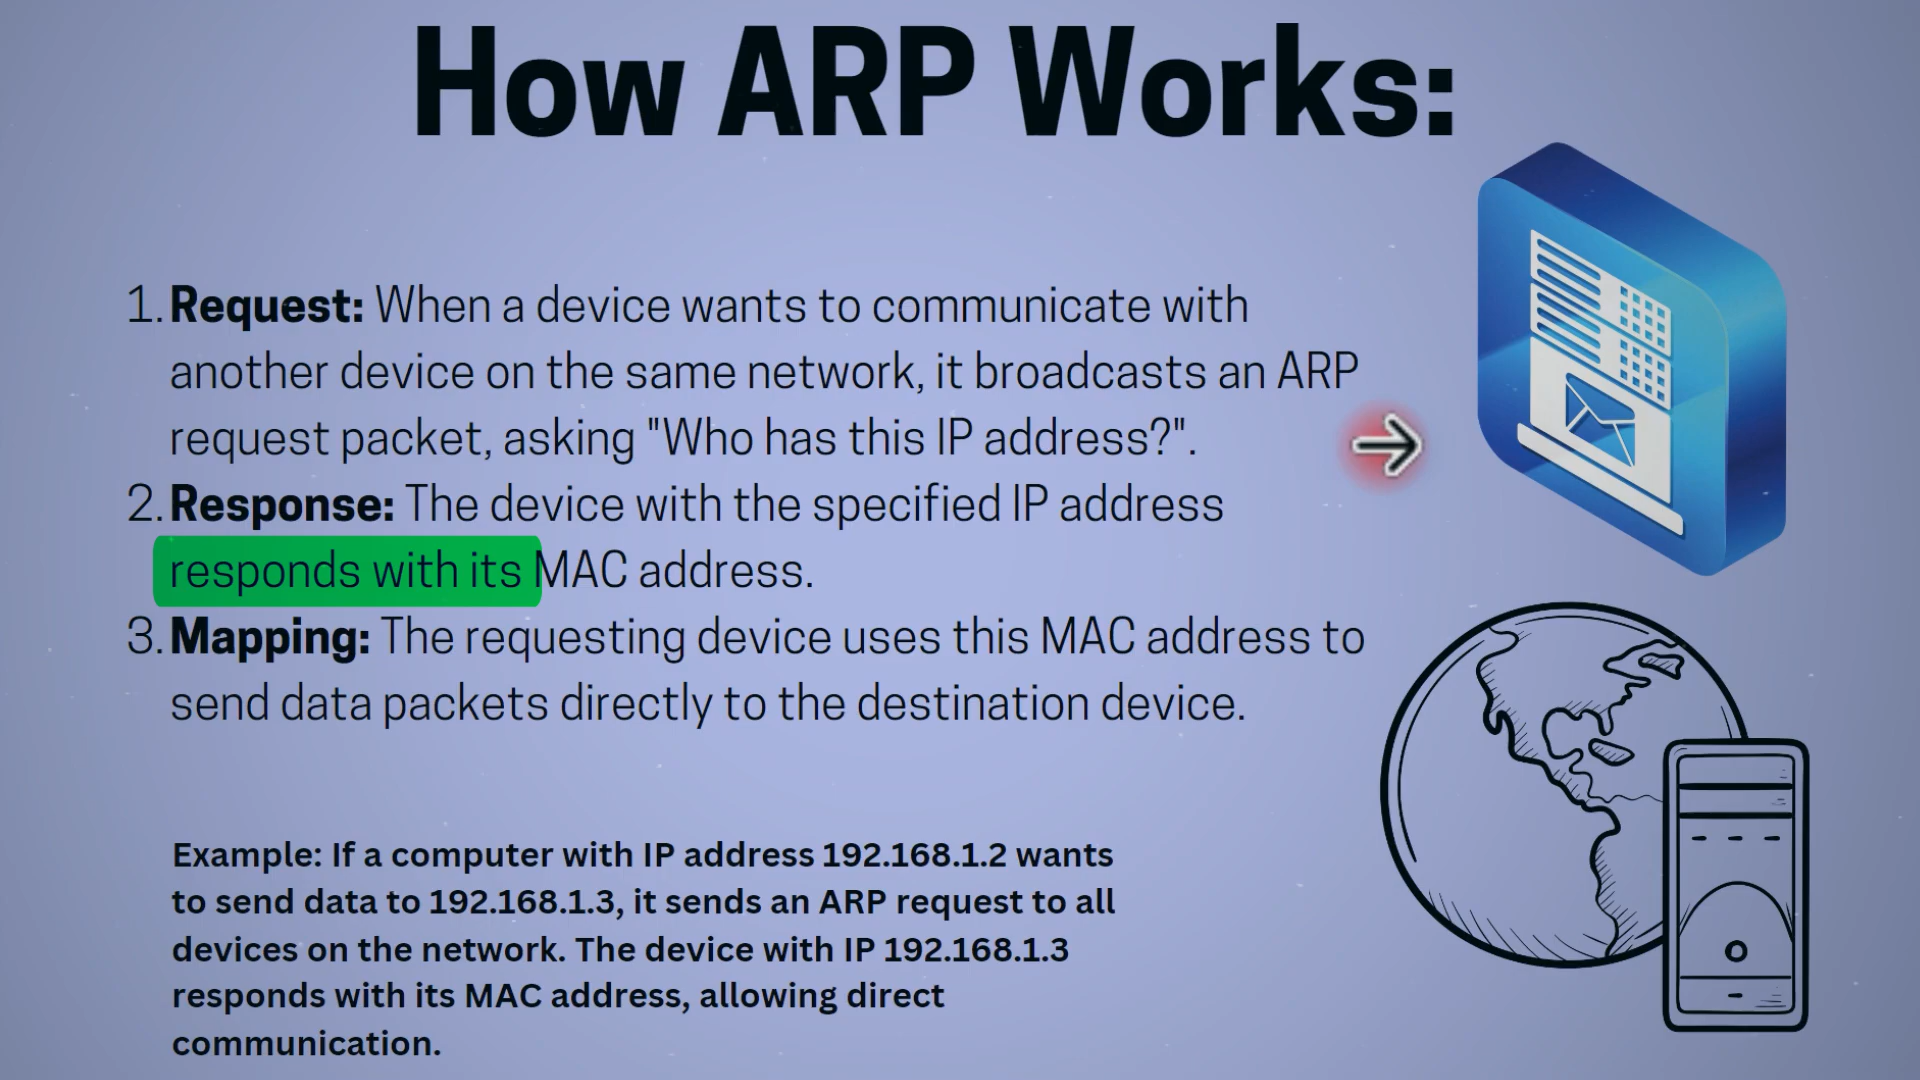 How ARP Works:
1. Request: When a device wants to communicate with
another device on the same network, it broadcasts an ARP
request packet, asking "Who has this IP address?".
2. Response: The device with the specified IP address
responds with its MAC address.
3. Mapping: The requesting device uses this MAC address to
send data packets directly to the destination device.
Example: If a computer with IP address 192.168.1.2 wants
to send data to 192.168.1.3, it sends an ARP request to all
devices on the network. The device with IP 192.168.1.3
responds with its MAC address, allowing direct
communication.